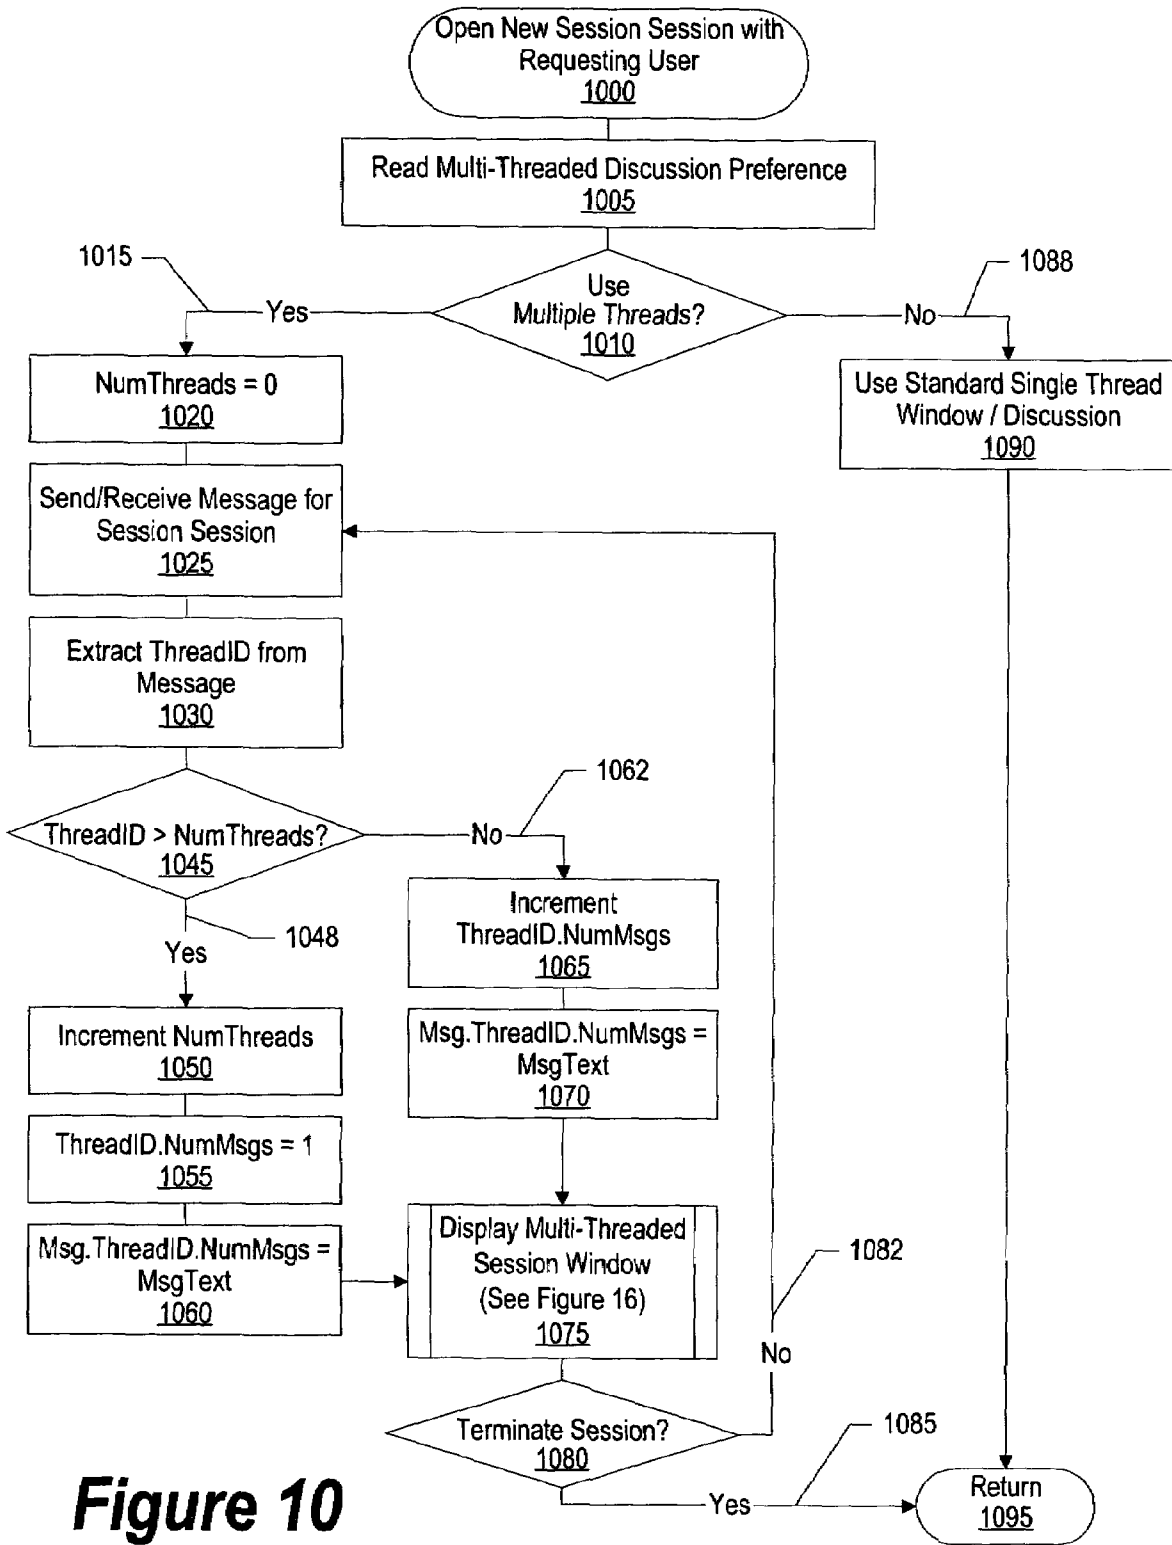 Open New Session Session with
Requesting User
1000
Read Multi-Threaded Discussion Preference
1005
1015
Yes
Use
Multiple Threads?
1010
No
1088
NumThreads = 0
1020
Use Standard Single Thread
Window / Discussion
1090
Send/Receive Message for
Session Session
1025
Extract ThreadID from
Message
1030
ThreadID > NumThreads?
1045
No
1062
1048
Yes
Increment
ThreadID.NumMsgs
1065
Increment NumThreads
1050
Msg.ThreadID.NumMsgs =
MsgText
1070
ThreadID.NumMsgs = 1
1055
Msg.ThreadID.NumMsgs =
MsgText
1060
Display Multi-Threaded
Session Window
(See Figure 16)
1075
1082
No
Terminate Session?
1080
1085
Yes
Return
1095
Figure 10